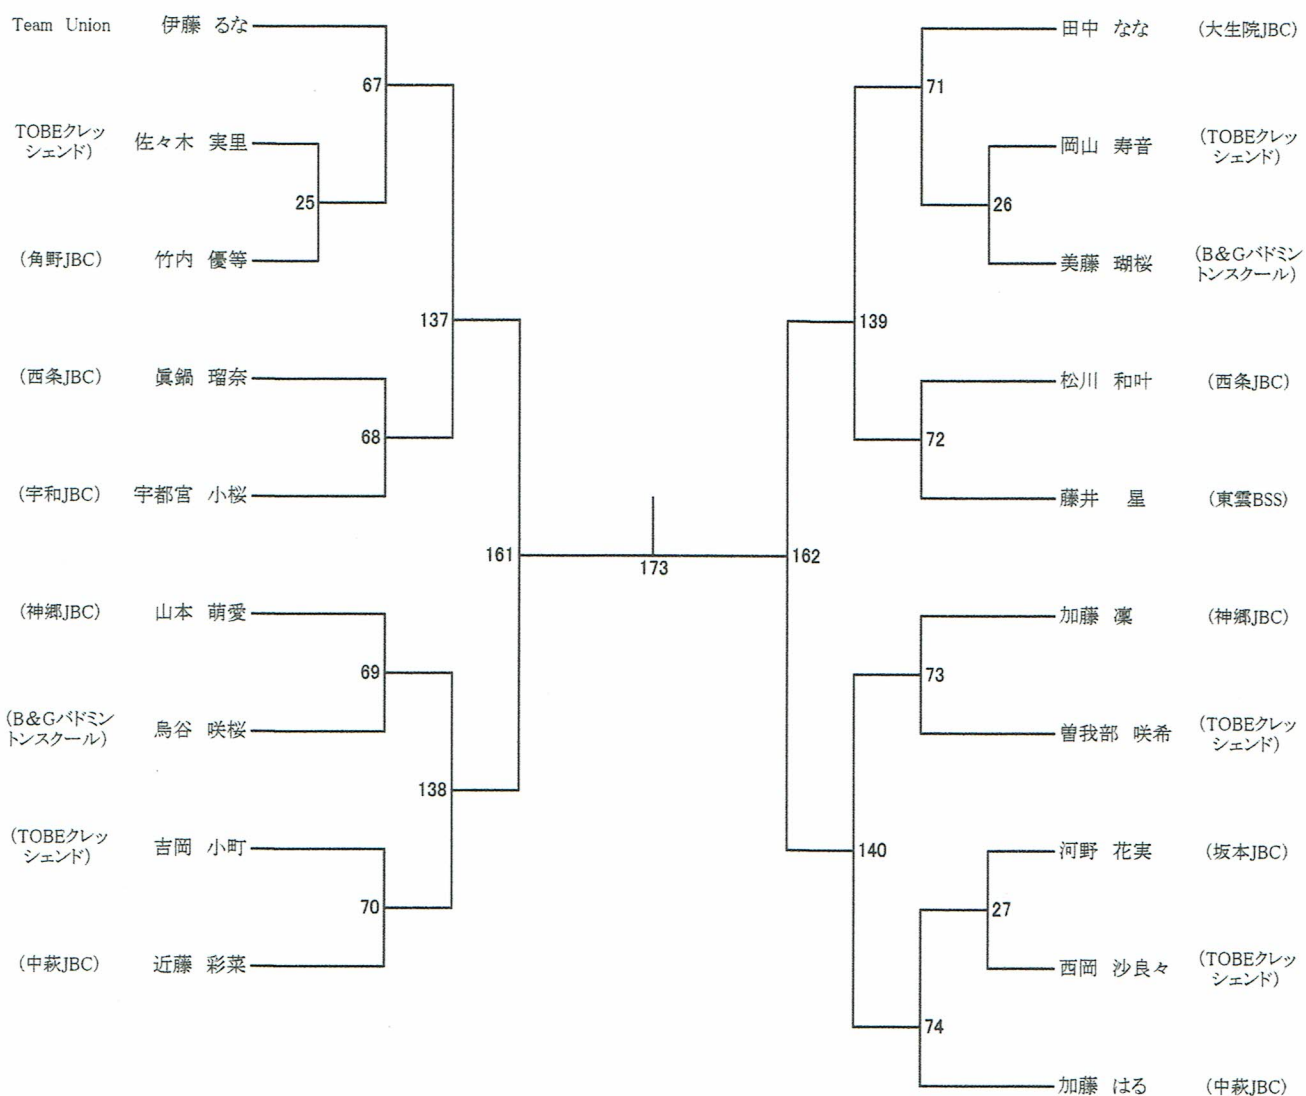 Team Union 伊藤 るな
67
TOBEクレッ
シェンド) 佐々木 実里
25
(角野JBC) 竹内 優等
137
(西条JBC) 眞鍋 瑠奈
68
(宇和JBC) 宇都宮 小桜
161
(神郷JBC) 山本 萌愛
69
(B&Gバドミン
トンスクール) 鳥谷 咲桜
138
(TOBEクレッ
シェンド) 吉岡 小町
70
(中萩JBC) 近藤 彩菜
173
田中 なな (大生院JBC)
71
岡山 寿音 (TOBEクレッ
シェンド)
26
美藤 瑚桜 (B&Gバドミン
トンスクール)
139
松川 和叶 (西条JBC)
72
藤井 星 (東雲BSS)
162
加藤 凜 (神郷JBC)
73
曽我部 咲希 (TOBEクレッ
シェンド)
140
河野 花実 (坂本JBC)
27
西岡 沙良々 (TOBEクレッ
シェンド)
74
加藤 はる (中萩JBC)